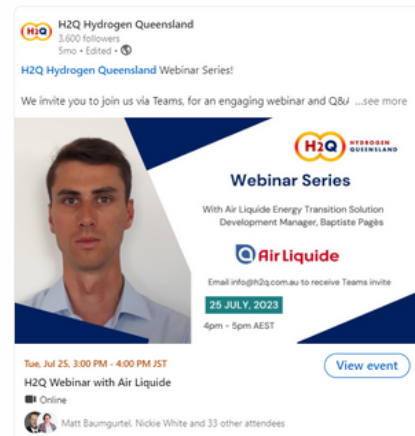 H2Q
H2Q Hydrogen Queensland
3,600 followers
5mo • Edited •
H2Q Hydrogen Queensland Webinar Series!
We invite you to join us via Teams, for an engaging webinar and Q&A ...see more
H2Q HYDROGEN
QUEENSLAND
Webinar Series
With Air Liquide Energy Transition Solution
Development Manager, Baptiste Pagès
Air Liquide
Email info@h2q.com.au to receive Teams invite
25 JULY, 2023
4pm - 5pm AEST
Tue, Jul 25, 3:00 PM - 4:00 PM JST
View event
H2Q Webinar with Air Liquide
Online
Matt Baumgurtel, Nickie White and 33 other attendees